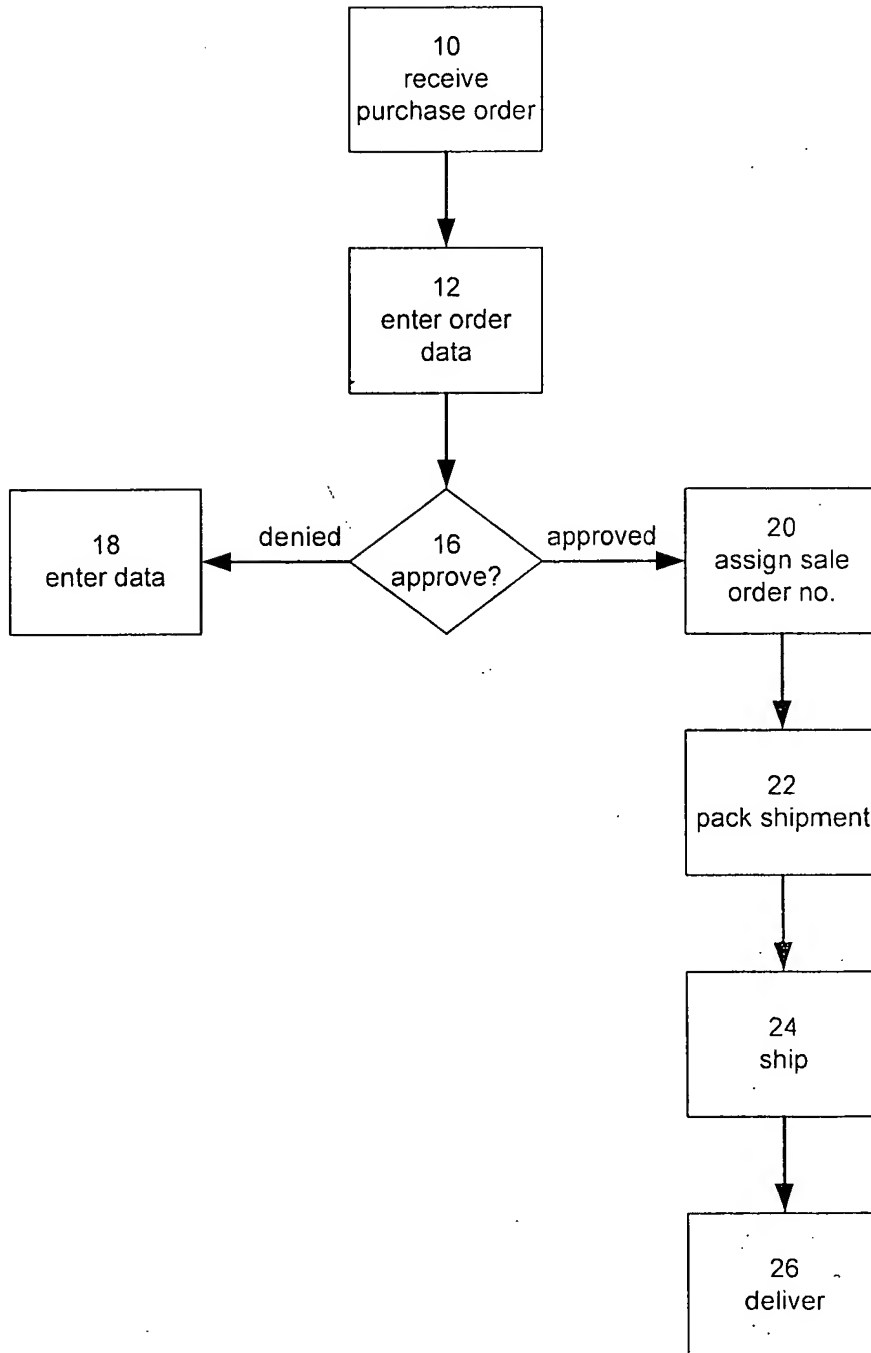 10
receive
purchase order
12
enter order
data
18
enter data
denied
16
approve?
approved
20
assign sale
order no.
22
pack shipment
24
ship
26
deliver